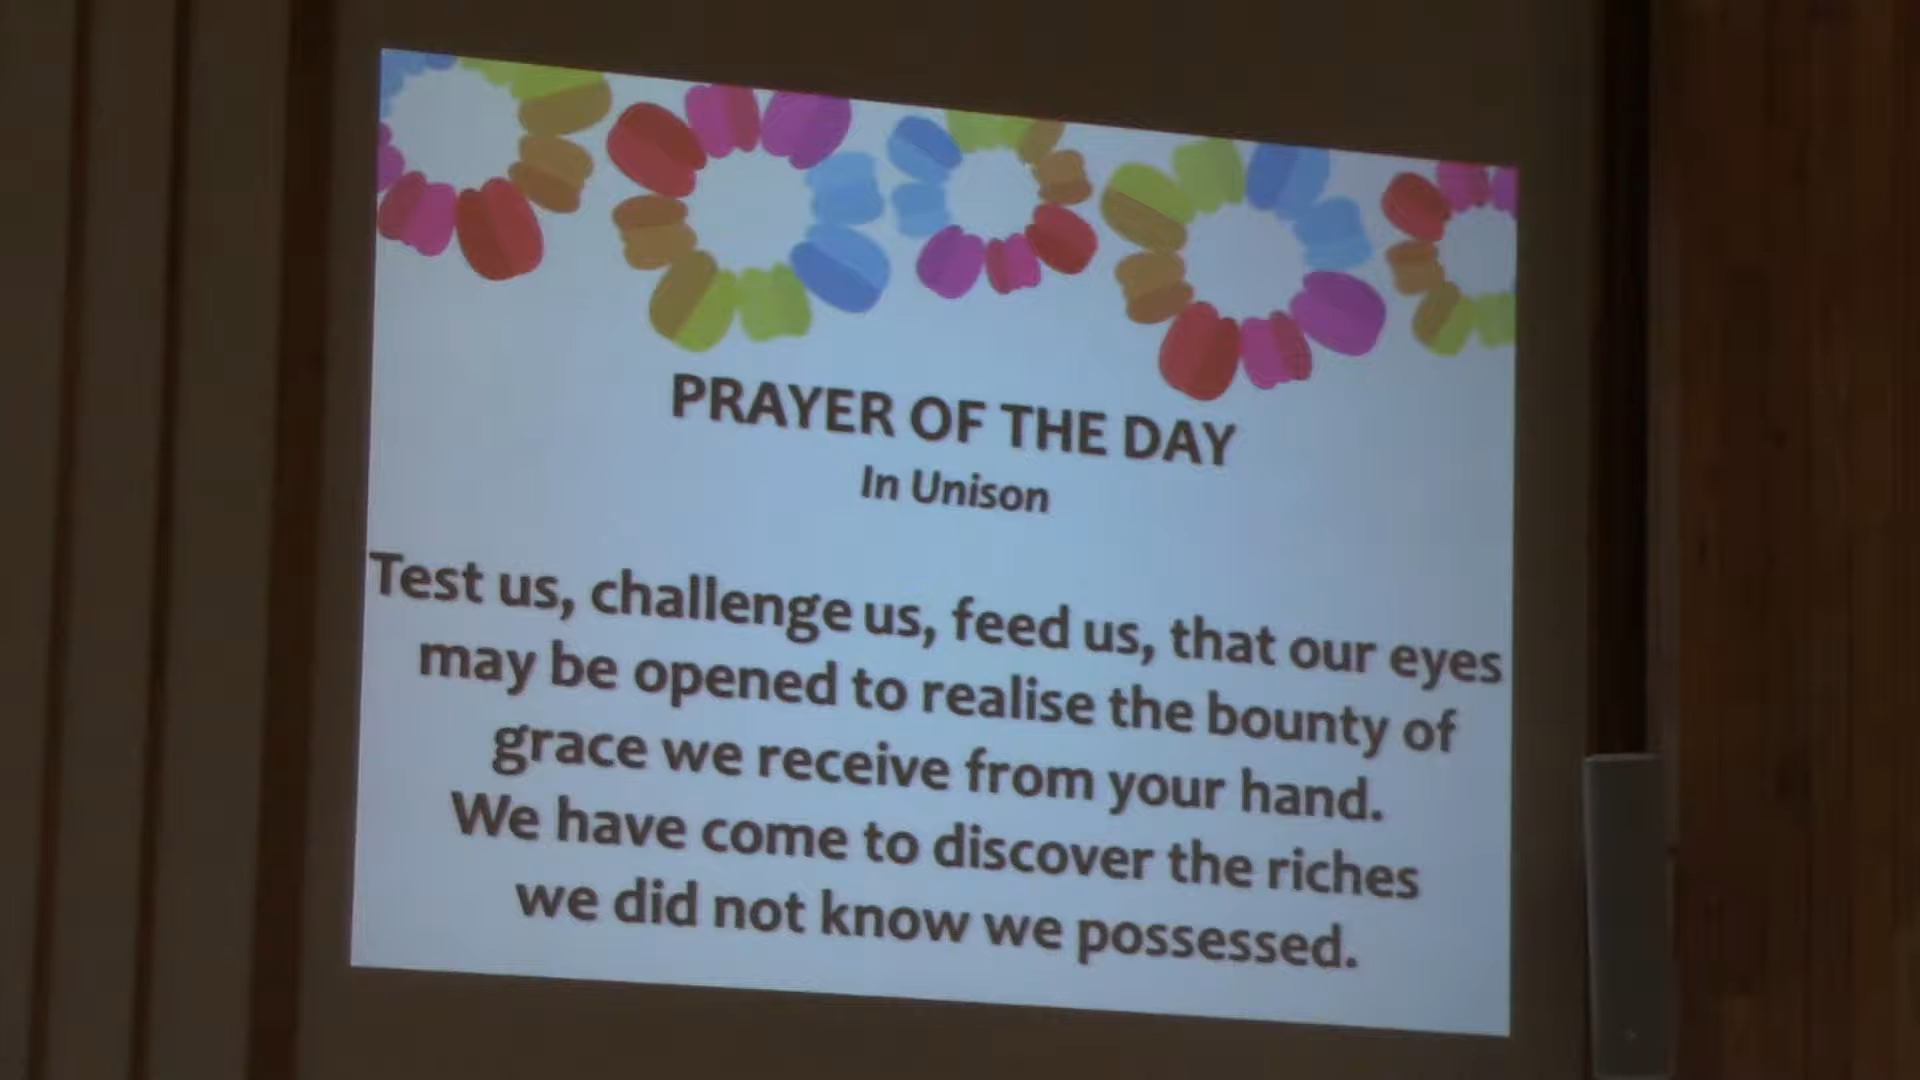 PRAYER OF THE DAY
In Unison
Test us, challenge us, feed us, that our eyes
may be opened to realise the bounty of
grace we receive from your hand.
We have come to discover the riches
we did not know we possessed.